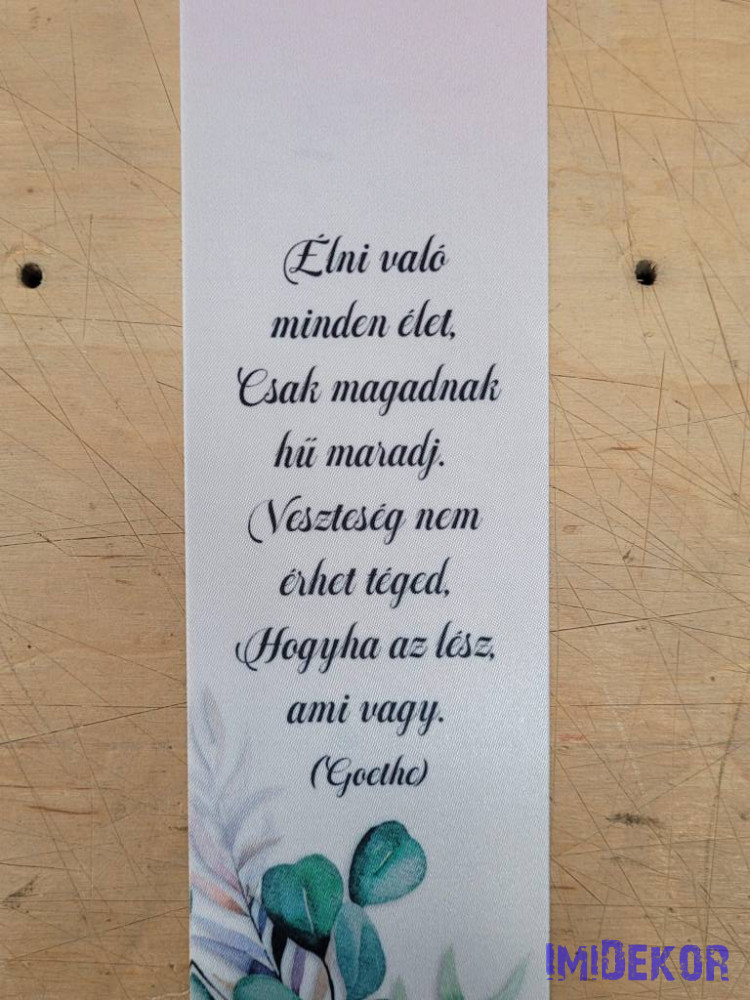 Élni való
minden élet,
Csak magadnak
hű maradj.
Veszteség nem
érhet téged,
Hogyha az lész,
ami vagy.
(Goethe)
IMIDEKOR